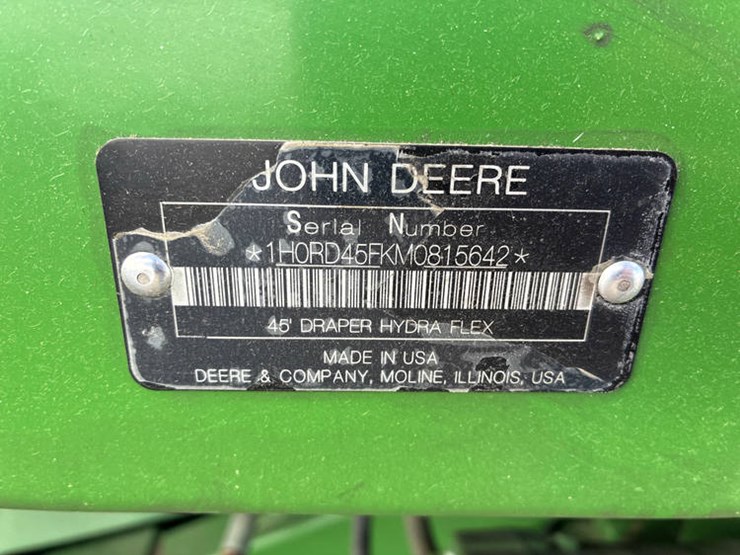 JOHN DEERE
Serial Number
*1H0RD45FKM0815642*
45' DRAPER HYDRA FLEX
MADE IN USA
DEERE & COMPANY, MOLINE, ILLINOIS, USA